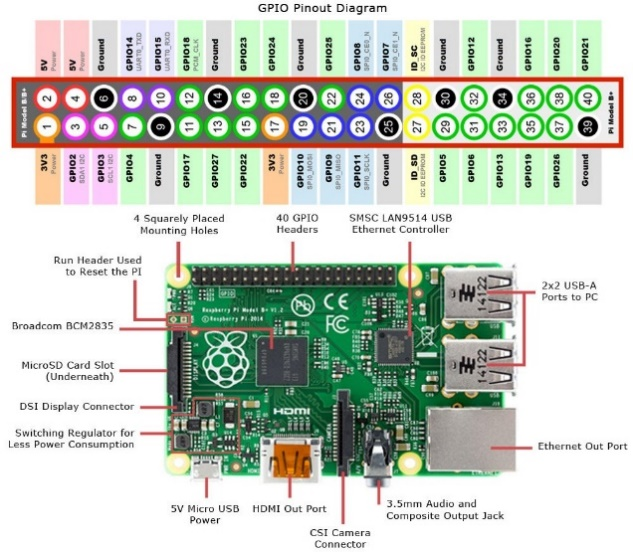 GPIO Pinout Diagram
5V Power
5V Power
Ground
GPIO14 UART0_TXD
GPIO15 UART0_RXD
GPIO18 PCM_CLK
Ground
GPIO23
GPIO24
Ground
GPIO25
GPIO8 SPI0_CE0_N
GPIO7 SPI0_CE1_N
ID_SC I2C ID EEPROM
Ground
GPIO12
Ground
GPIO16
GPIO20
GPIO21
Pi Model B/B+
2 4 6 8 10 12 14 16 18 20 22 24 26 28 30 32 34 36 38 40
1 3 5 7 9 11 13 15 17 19 21 23 25 27 29 31 33 35 37 39
Pi Model B+
3V3 Power
GPIO2 SDA1 I2C
GPIO3 SCL1 I2C
GPIO4
Ground
GPIO17
GPIO27
GPIO22
3V3 Power
GPIO10 SPI0_MOSI
GPIO9 SPI0_MISO
GPIO11 SPI0_SCLK
Ground
ID_SD I2C ID EEPROM
GPIO5
GPIO6
GPIO13
GPIO19
GPIO26
Ground
4 Squarely Placed
Mounting Holes
40 GPIO
Headers
SMSC LAN9514 USB
Ethernet Controller
Run Header Used
to Reset the PI
2x2 USB-A
Ports to PC
Broadcom BCM2835
MicroSD Card Slot
(Underneath)
DSI Display Connector
Switching Regulator for
Less Power Consumption
Ethernet Out Port
5V Micro USB
Power
HDMI Out Port
CSI Camera
Connector
3.5mm Audio and
Composite Output Jack
GPIO
Raspberry Pi Model B+ V1.2
© Raspberry Pi 2014
CE
FC
HDMI
14122
14122